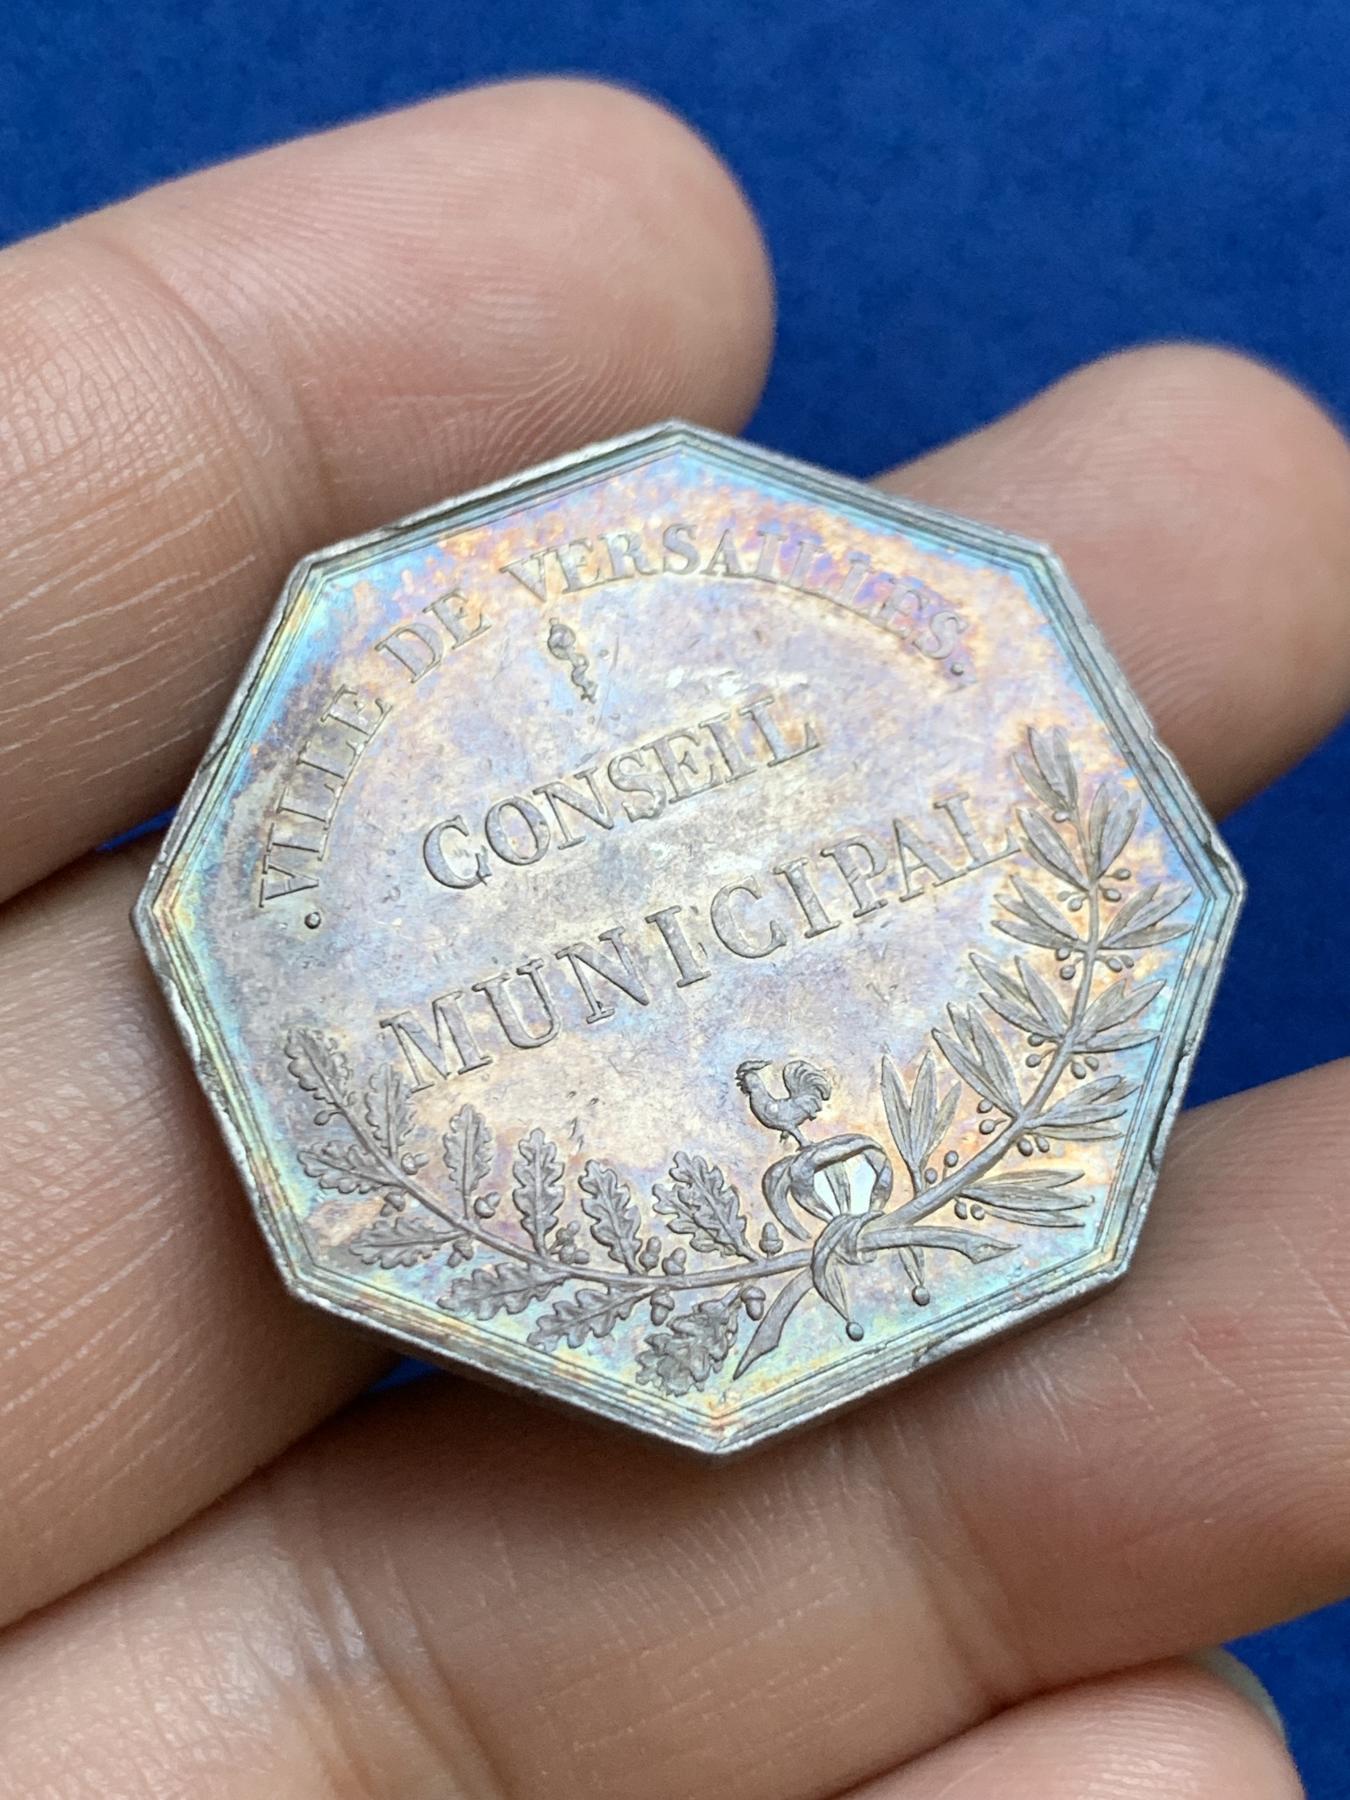 . VILLE DE VERSAILLES .
CONSEIL
MUNICIPAL